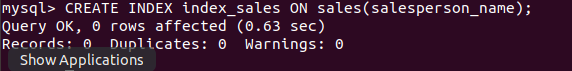 mysql> CREATE INDEX index_sales ON sales(salesperson_name);
Query OK, 0 rows affected (0.63 sec)
Records: 0  Duplicates: 0  Warnings: 0
Show Applications